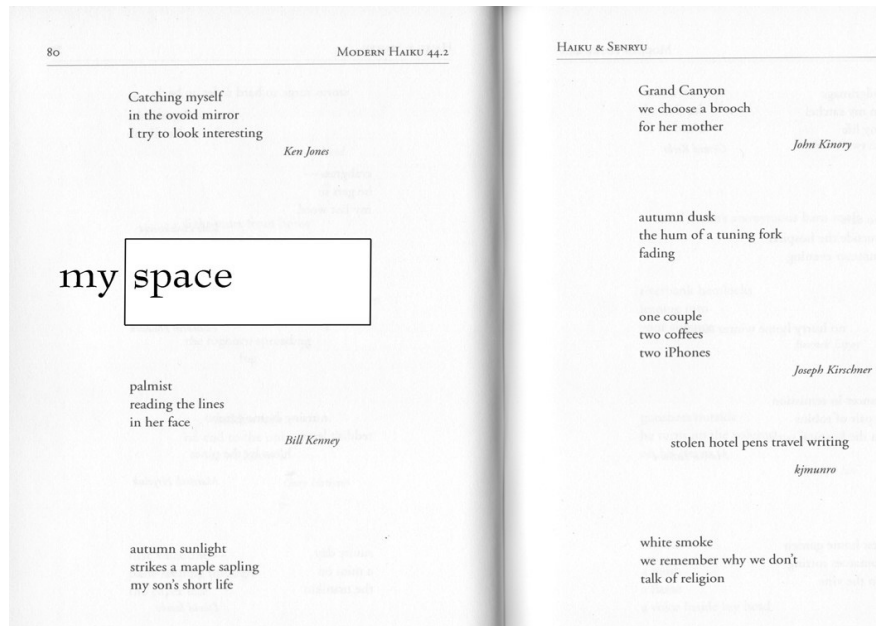 80
MODERN HAIKU 44.2
Catching myself
in the ovoid mirror
I try to look interesting
Ken Jones
my space
palmist
reading the lines
in her face
Bill Kenney
autumn sunlight
strikes a maple sapling
my son's short life
HAIKU & SENRYU
Grand Canyon
we choose a brooch
for her mother
John Kinory
autumn dusk
the hum of a tuning fork
fading
one couple
two coffees
two iPhones
Joseph Kirschner
stolen hotel pens travel writing
kjmunro
white smoke
we remember why we don't
talk of religion